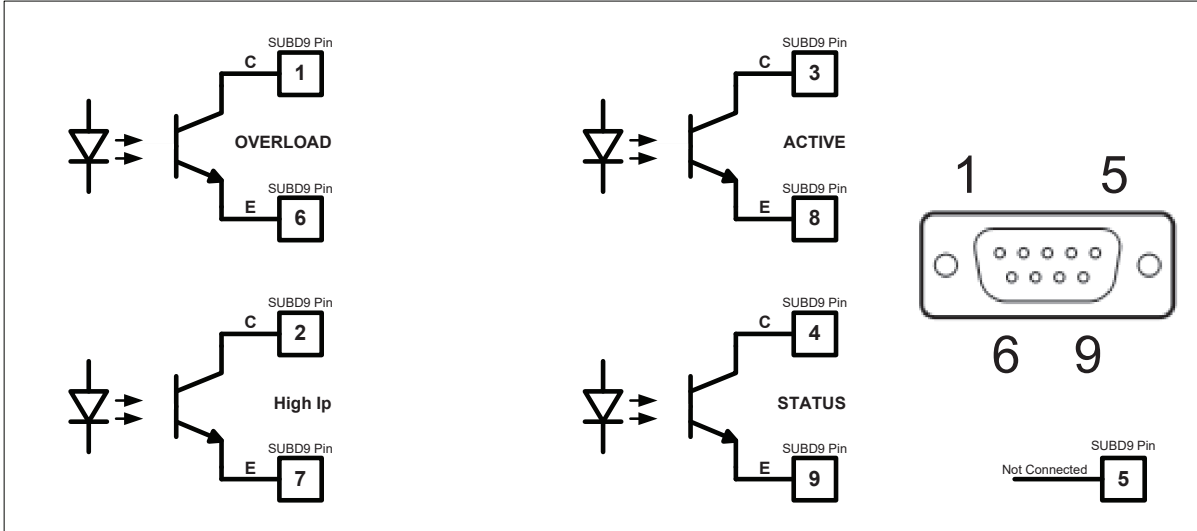 SUBD9 Pin
C
1
OVERLOAD
SUBD9 Pin
E
6
SUBD9 Pin
C
3
ACTIVE
SUBD9 Pin
E
8
SUBD9 Pin
C
2
High Ip
SUBD9 Pin
E
7
SUBD9 Pin
C
4
STATUS
SUBD9 Pin
E
9
1 5
6 9
SUBD9 Pin
Not Connected
5